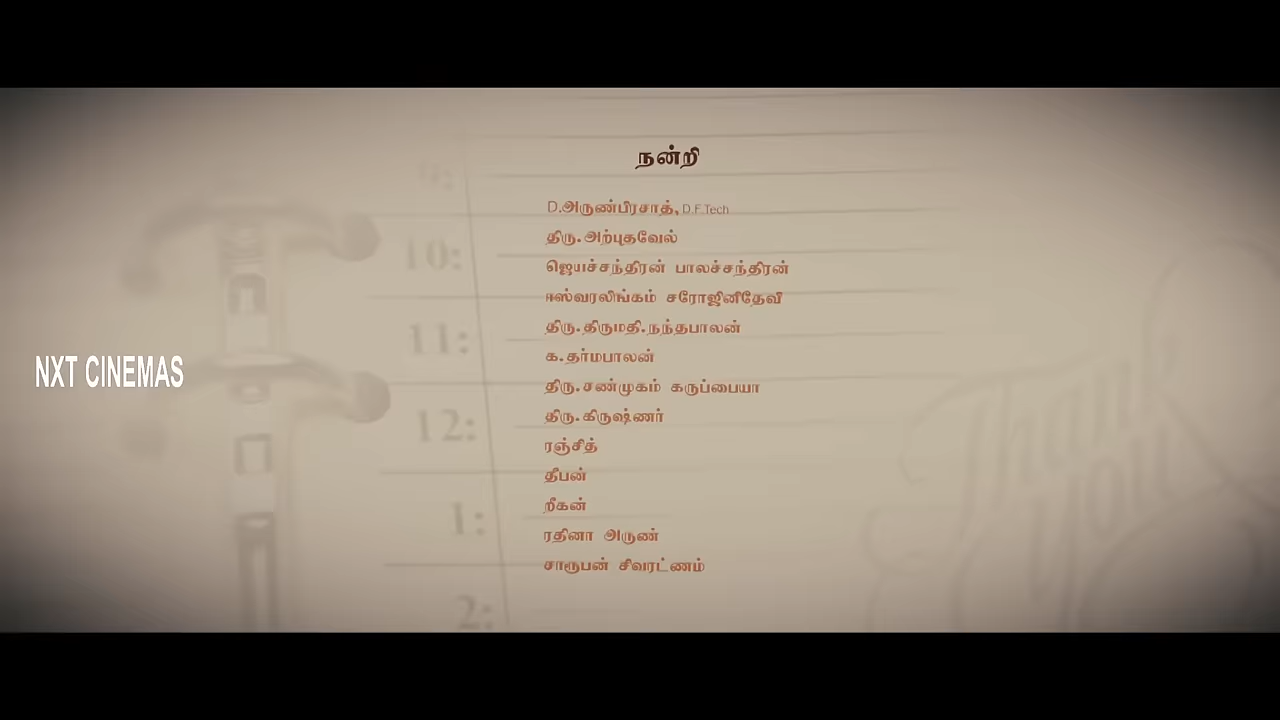 நன்றி
D.அருண்பிரசாத், D.F.Tech
திரு.அற்புதவேல்
ஜெயச்சந்திரன் பாலச்சந்திரன்
ஈஸ்வரலிங்கம் சரோஜினிதேவி
திரு.திருமதி.நந்தபாலன்
க.தர்மபாலன்
திரு.சண்முகம் கருப்பையா
திரு.கிருஷ்ணர்
ரஞ்சித்
தீபன்
றீகன்
ரதினா அருண்
சாரூபன் சிவரட்ணம்
NXT CINEMAS
10:
11:
12:
1:
2:
Thank
You